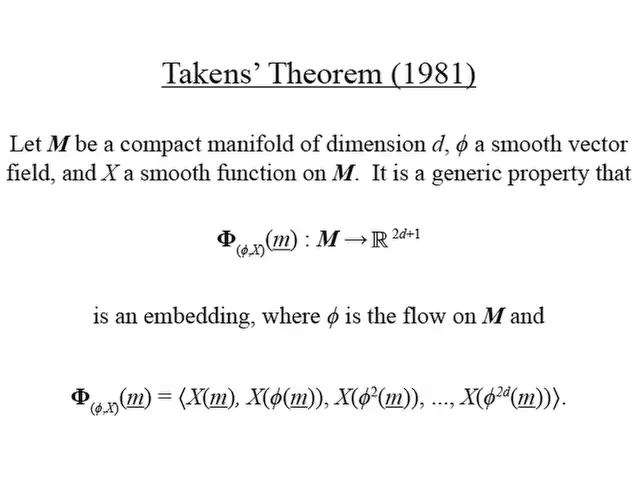 Takens’ Theorem (1981)
Let M be a compact manifold of dimension d, ϕ a smooth vector
field, and X a smooth function on M. It is a generic property that
Φ(ϕ,X)(m) : M → ℝ 2d+1
is an embedding, where ϕ is the flow on M and
Φ(ϕ,X)(m) = ⟨X(m), X(ϕ(m)), X(ϕ²(m)), ..., X(ϕ²ᵈ(m))⟩.